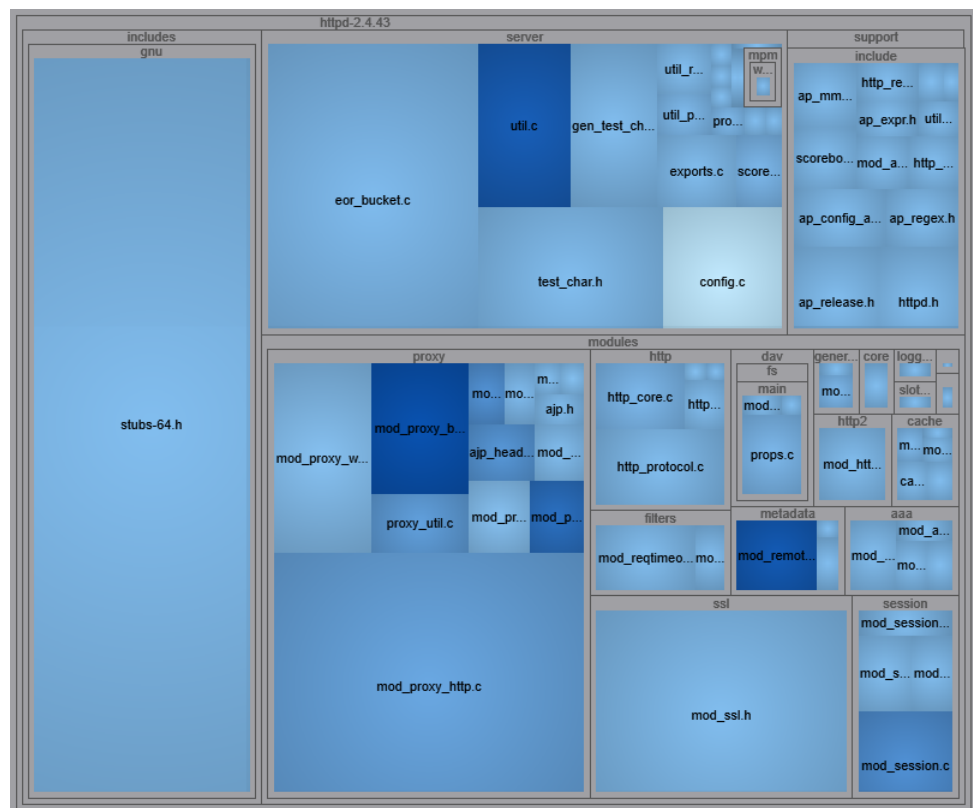 httpd-2.4.43
includes
gnu
stubs-64.h
server
eor_bucket.c
util.c
gen_test_ch...
util_r...
util_p...
pro...
mpm
w...
exports.c
score...
test_char.h
config.c
support
include
ap_mm...
http_re...
ap_expr.h
util...
scorebo...
mod_a...
http_...
ap_config_a...
ap_regex.h
ap_release.h
httpd.h
modules
proxy
mod_proxy_w...
mod_proxy_b...
mo...
mo...
m...
ajp.h
ajp_head...
mod_...
proxy_util.c
mod_pr...
mod_p...
mod_proxy_http.c
http
http_core.c
http...
http_protocol.c
filters
mod_reqtimeo...
mo...
dav
fs
main
mod...
props.c
gener...
mo...
core
logg...
slot...
http2
mod_htt...
cache
m...
mo...
ca...
metadata
mod_remot...
aaa
mod_...
mod_a...
mo...
ssl
mod_ssl.h
session
mod_session...
mod_s...
mod...
mod_session.c